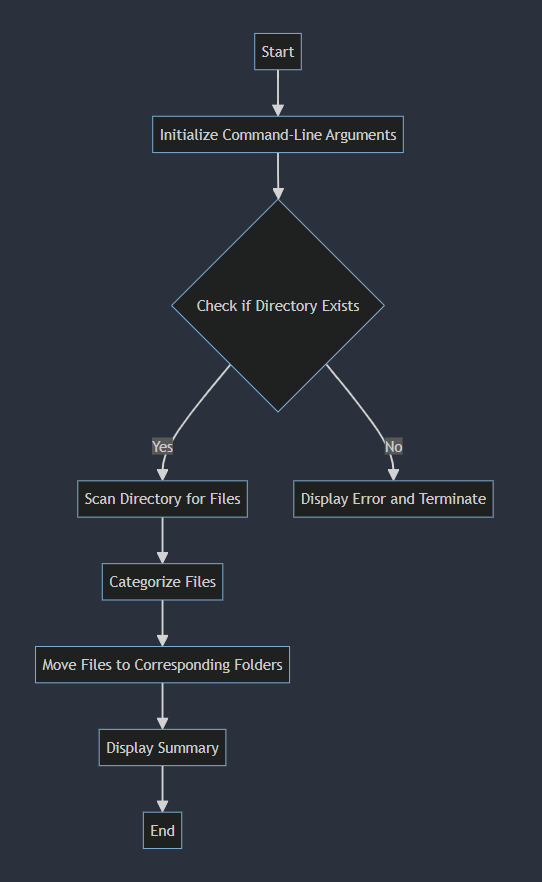 Start
Initialize Command-Line Arguments
Check if Directory Exists
Yes
No
Scan Directory for Files
Display Error and Terminate
Categorize Files
Move Files to Corresponding Folders
Display Summary
End